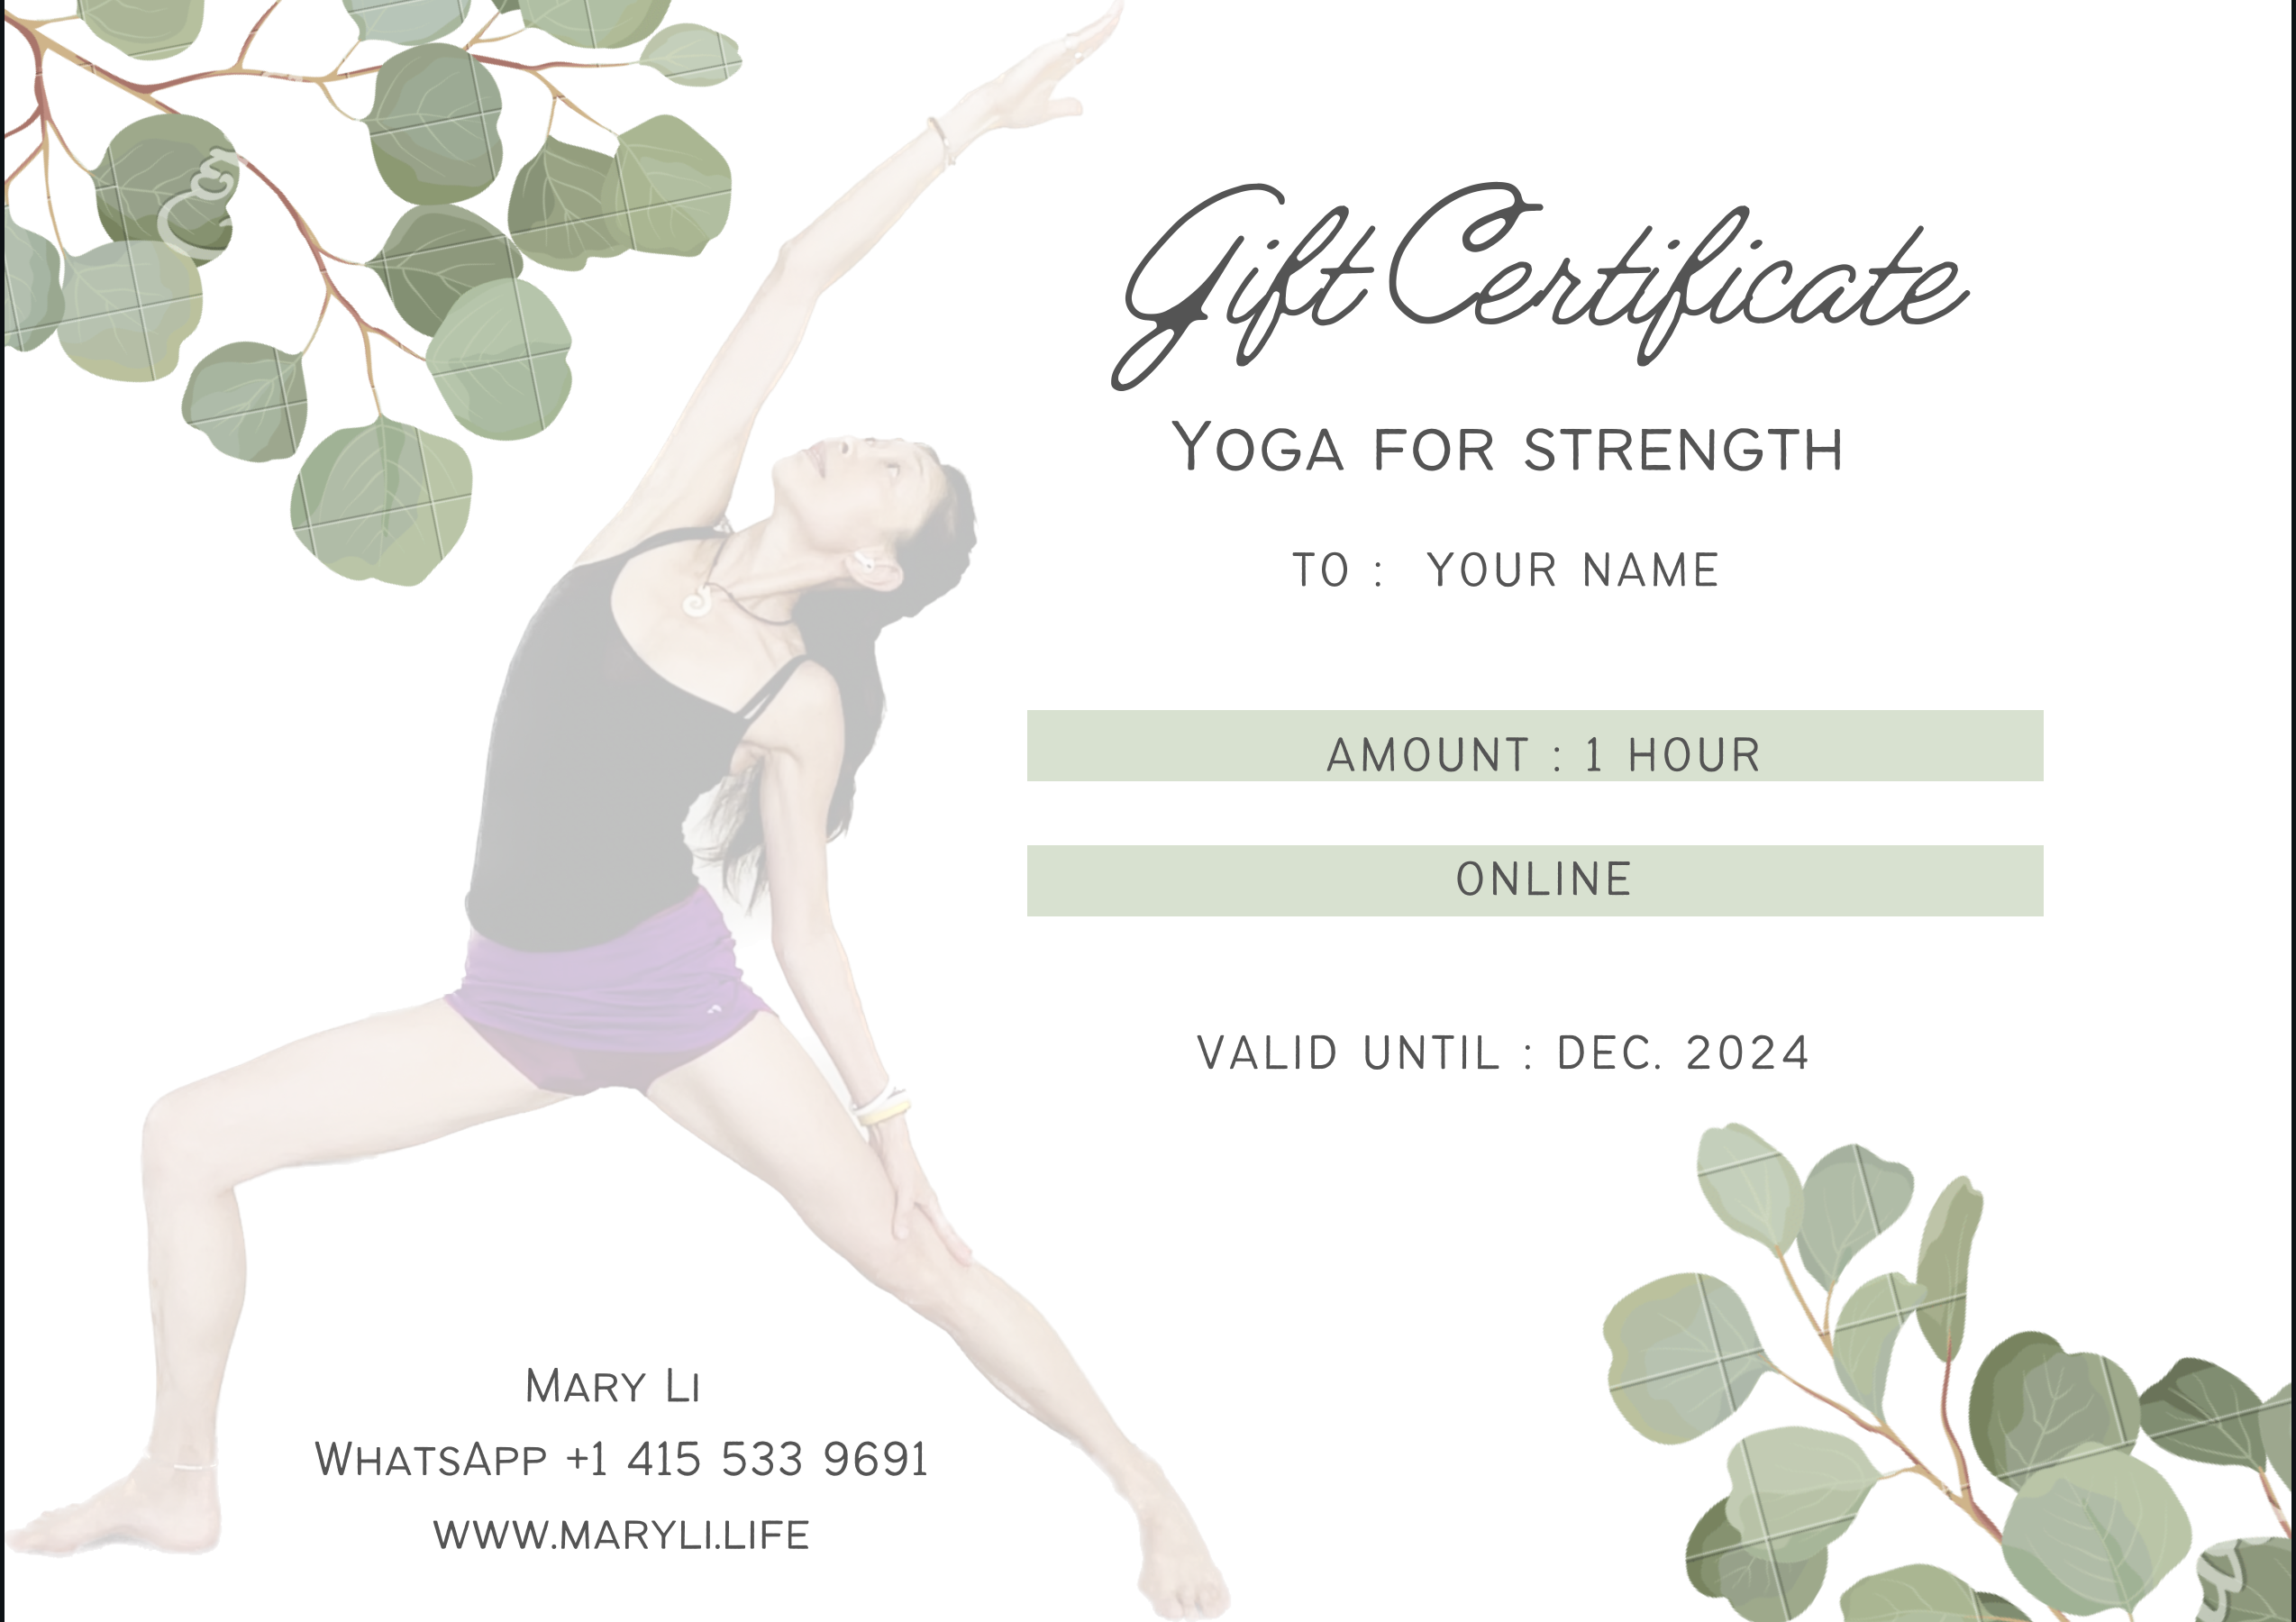 Gift Certificate
Yoga for strength
TO : YOUR NAME
AMOUNT : 1 HOUR
ONLINE
VALID UNTIL : DEC. 2024
Mary Li
WhatsApp +1 415 533 9691
www.maryli.life